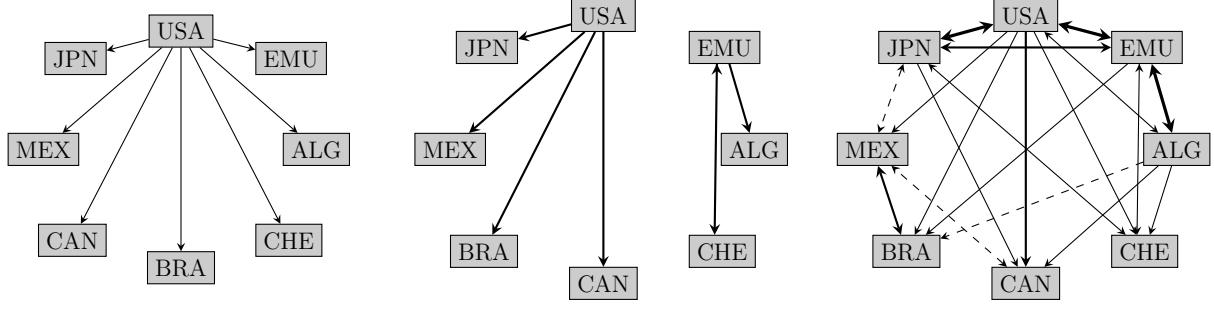 USA
JPN
EMU
MEX
ALG
CAN
CHE
BRA
USA
JPN
MEX
BRA
CAN
EMU
ALG
CHE
USA
JPN
EMU
MEX
ALG
BRA
CHE
CAN